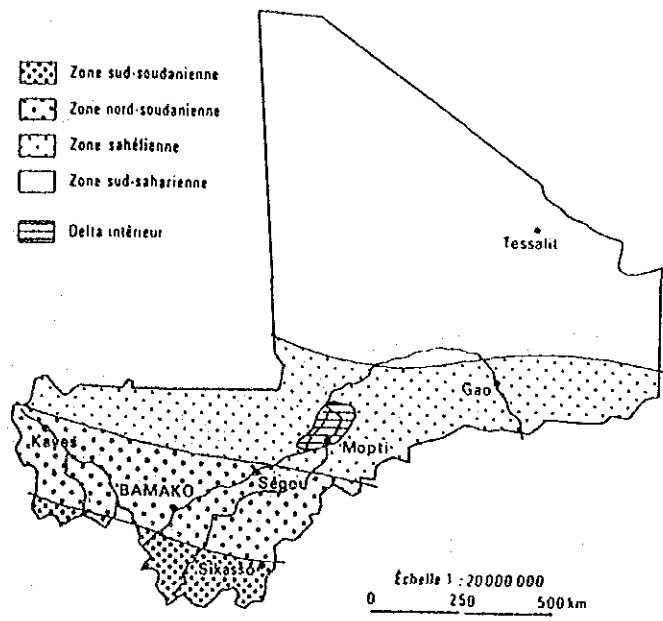 Zone sud-soudanienne
Zone nord-soudanienne
Zone sahélienne
Zone sud-saharienne
Delta intérieur
Tessalit
Gao
Mopti
Kayes
Ségou
BAMAKO
Sikasso
Échelle 1 : 20 000 000
0 250 500 km